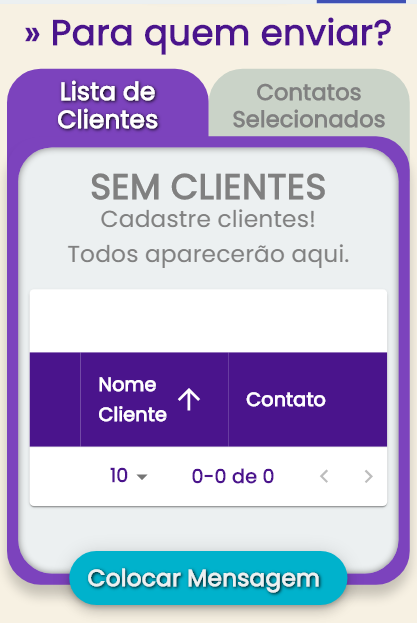 » Para quem enviar?
Lista de
Clientes
Contatos
Selecionados
SEM CLIENTES
Cadastre clientes!
Todos aparecerão aqui.
Nome
Cliente
Contato
10
0-0 de 0
Colocar Mensagem